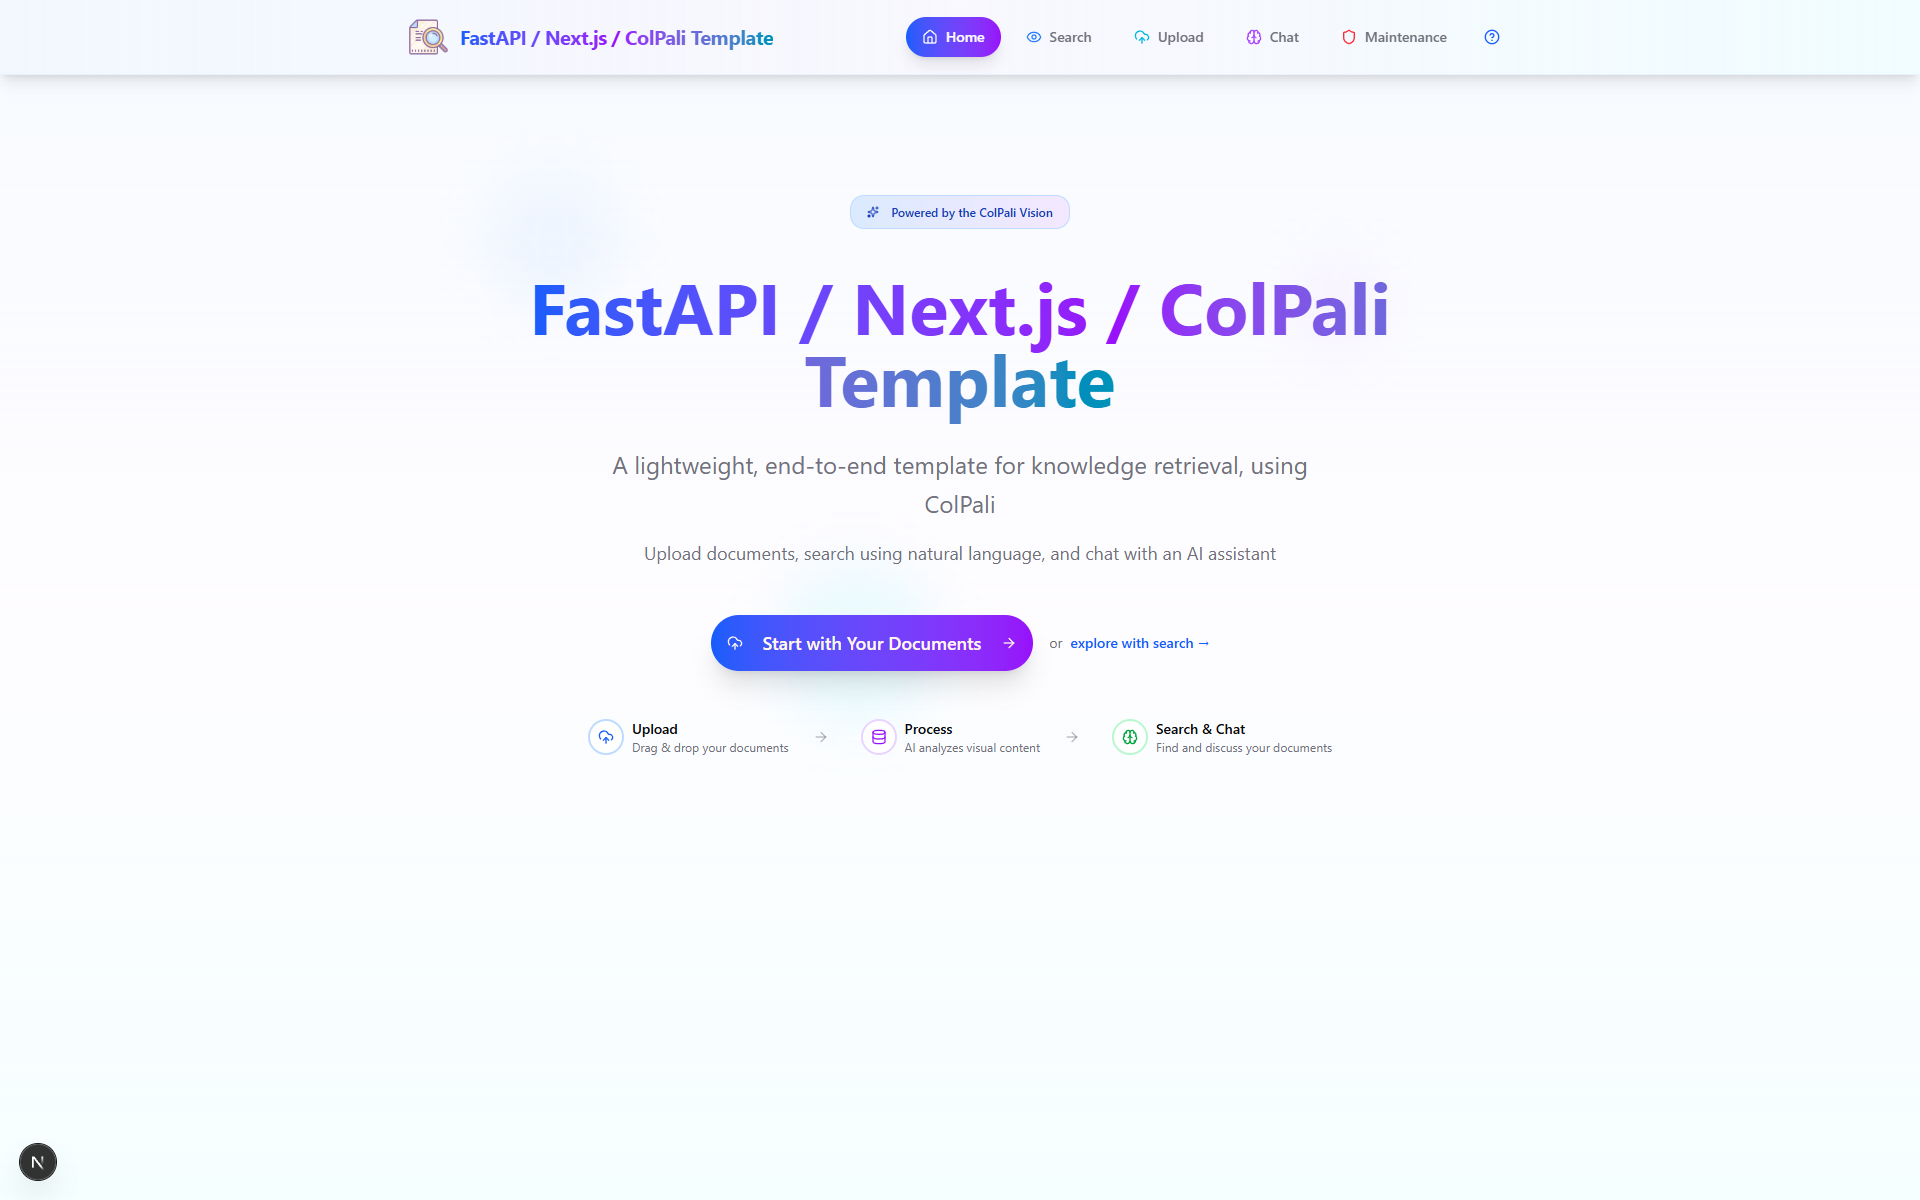 FastAPI / Next.js / ColPali Template
Home
Search
Upload
Chat
Maintenance
Powered by the ColPali Vision
FastAPI / Next.js / ColPali
Template
A lightweight, end-to-end template for knowledge retrieval, using
ColPali
Upload documents, search using natural language, and chat with an AI assistant
Start with Your Documents
or explore with search →
Upload
Drag & drop your documents
Process
AI analyzes visual content
Search & Chat
Find and discuss your documents
N